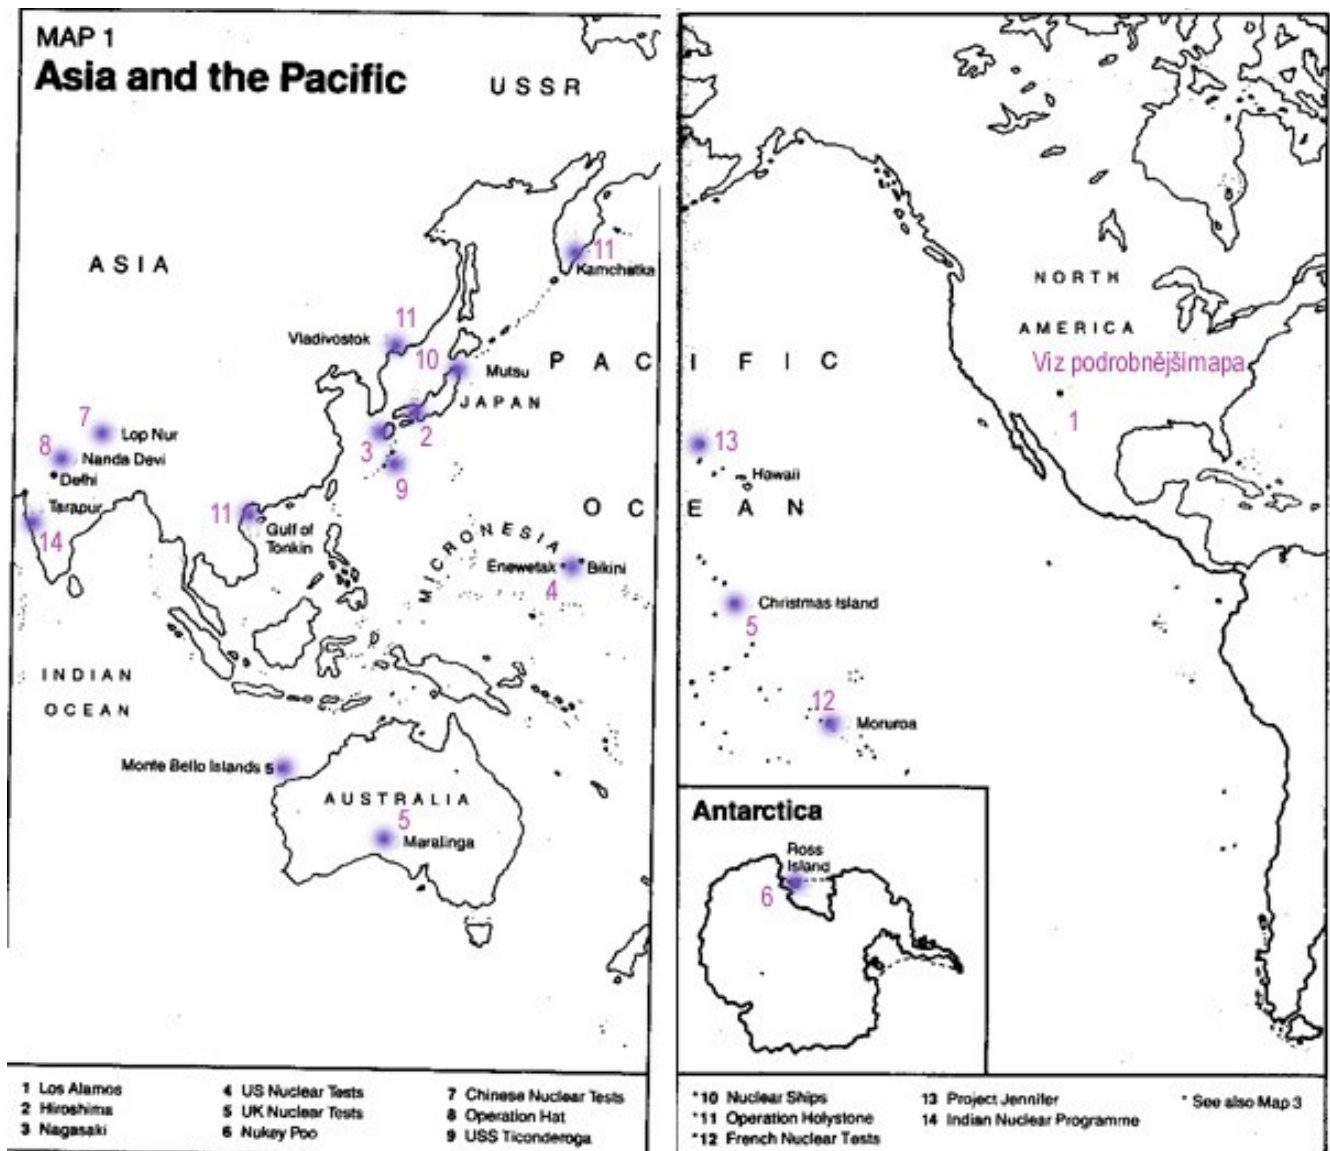 MAP 1
Asia and the Pacific
USSR
ASIA
11
Kamchatka
11
Vladivostok
10
Mutsu
JAPAN
PACIFIC
NORTH
AMERICA
Viz podrobnějšímapa
1
7
Lop Nur
8
Nanda Devi
Delhi
3
2
13
Hawaii
9
Tarapur
14
11
Gulf of
Tonkin
OCEAN
MICRONESIA
Enewetak
Bikini
4
Christmas Island
5
INDIAN
OCEAN
12
Moruroa
Monte Bello Islands 5
AUSTRALIA
5
Maralinga
Antarctica
Ross
Island
6
1 Los Alamos
2 Hiroshima
3 Nagasaki
4 US Nuclear Tests
5 UK Nuclear Tests
6 Nukey Poo
7 Chinese Nuclear Tests
8 Operation Hat
9 USS Ticonderoga
*10 Nuclear Ships
*11 Operation Holystone
*12 French Nuclear Tests
13 Project Jennifer
14 Indian Nuclear Programme
* See also Map 3